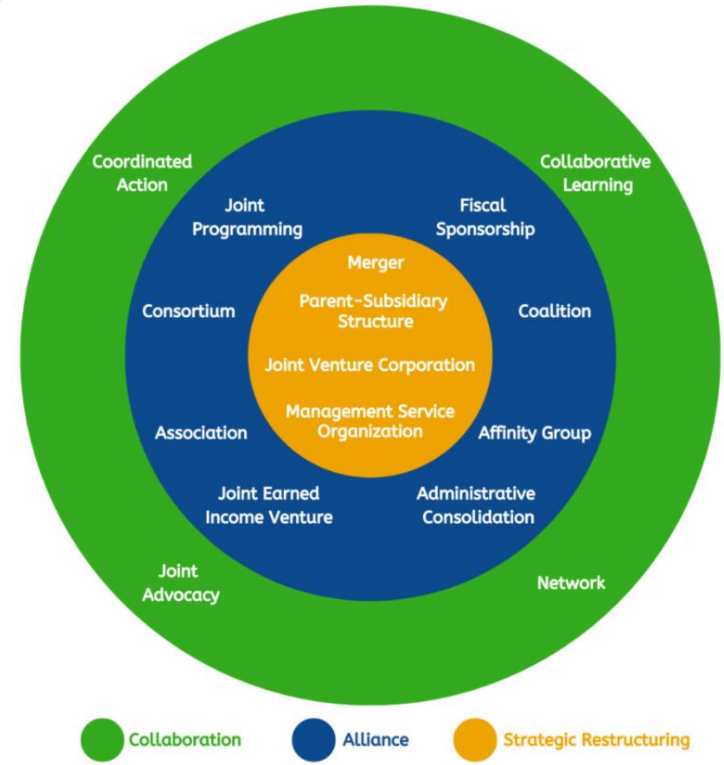 Coordinated
Action
Collaborative
Learning
Joint
Programming
Fiscal
Sponsorship
Merger
Parent-Subsidiary
Structure
Consortium
Coalition
Joint Venture Corporation
Management Service
Organization
Association
Affinity Group
Joint Earned
Income Venture
Administrative
Consolidation
Joint
Advocacy
Network
Collaboration
Alliance
Strategic Restructuring